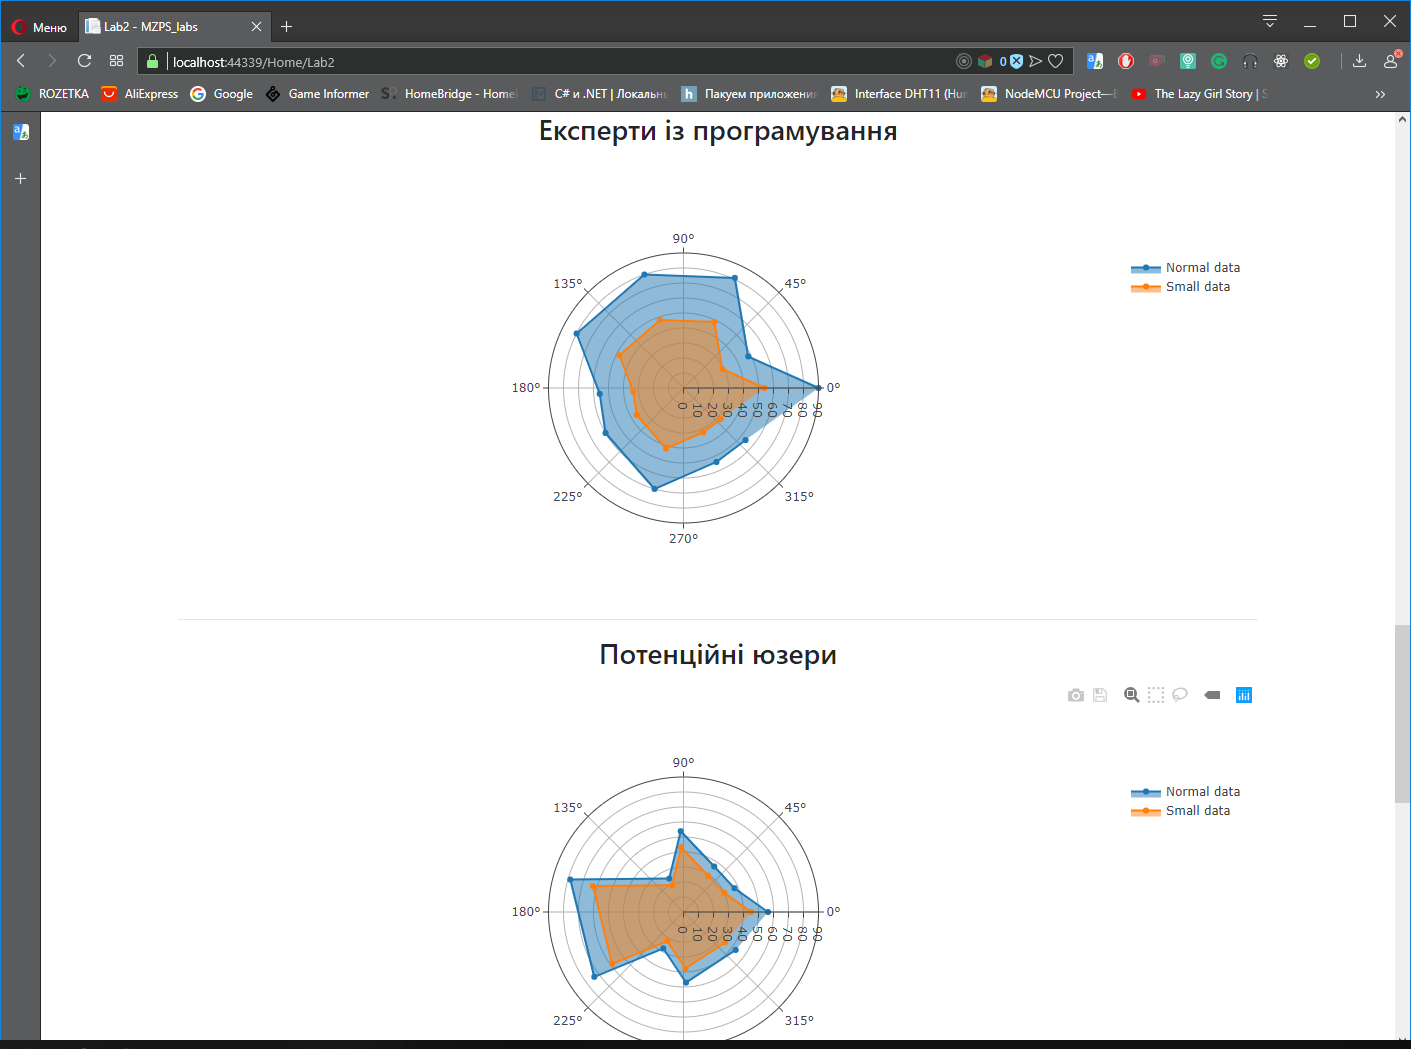 Меню
Lab2 - MZPS_labs
localhost:44339/Home/Lab2
0
ROZETKA
AliExpress
Google
Game Informer
HomeBridge - Home
C# и .NET | Локальн
Пакуем приложения
Interface DHT11 (Hu
NodeMCU Project—
The Lazy Girl Story |
Експерти із програмування
90°
135°
45°
180°
0°
225°
315°
270°
0 10 20 30 40 50 60 70 80 90
Normal data
Small data
Потенційні юзери
90°
135°
45°
180°
0°
225°
315°
0 10 20 30 40 50 60 70 80 90
Normal data
Small data